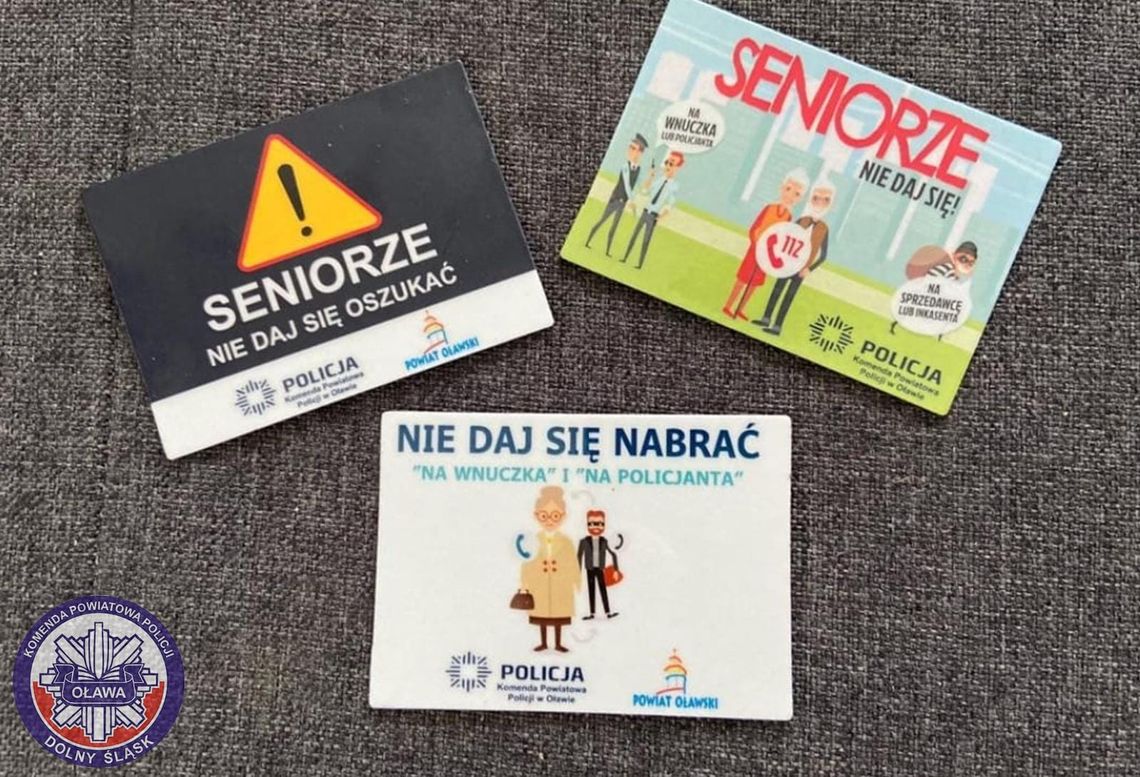 SENIORZE
NIE DAJ SIĘ OSZUKAĆ
POLICJA
Komenda Powiatowa
Policji w Oławie
POWIAT OŁAWSKI
SENIORZE
NIE DAJ SIĘ!
NA
WNUCZKA
LUB POLICJANTA
112
NA
SPRZEDAWCĘ
LUB INKASENTA
POLICJA
Komenda Powiatowa
Policji w Oławie
NIE DAJ SIĘ NABRAĆ
"NA WNUCZKA" I "NA POLICJANTA"
POLICJA
Komenda Powiatowa
Policji w Oławie
POWIAT OŁAWSKI
KOMENDA POWIATOWA POLICJI
OŁAWA
DOLNY ŚLĄSK